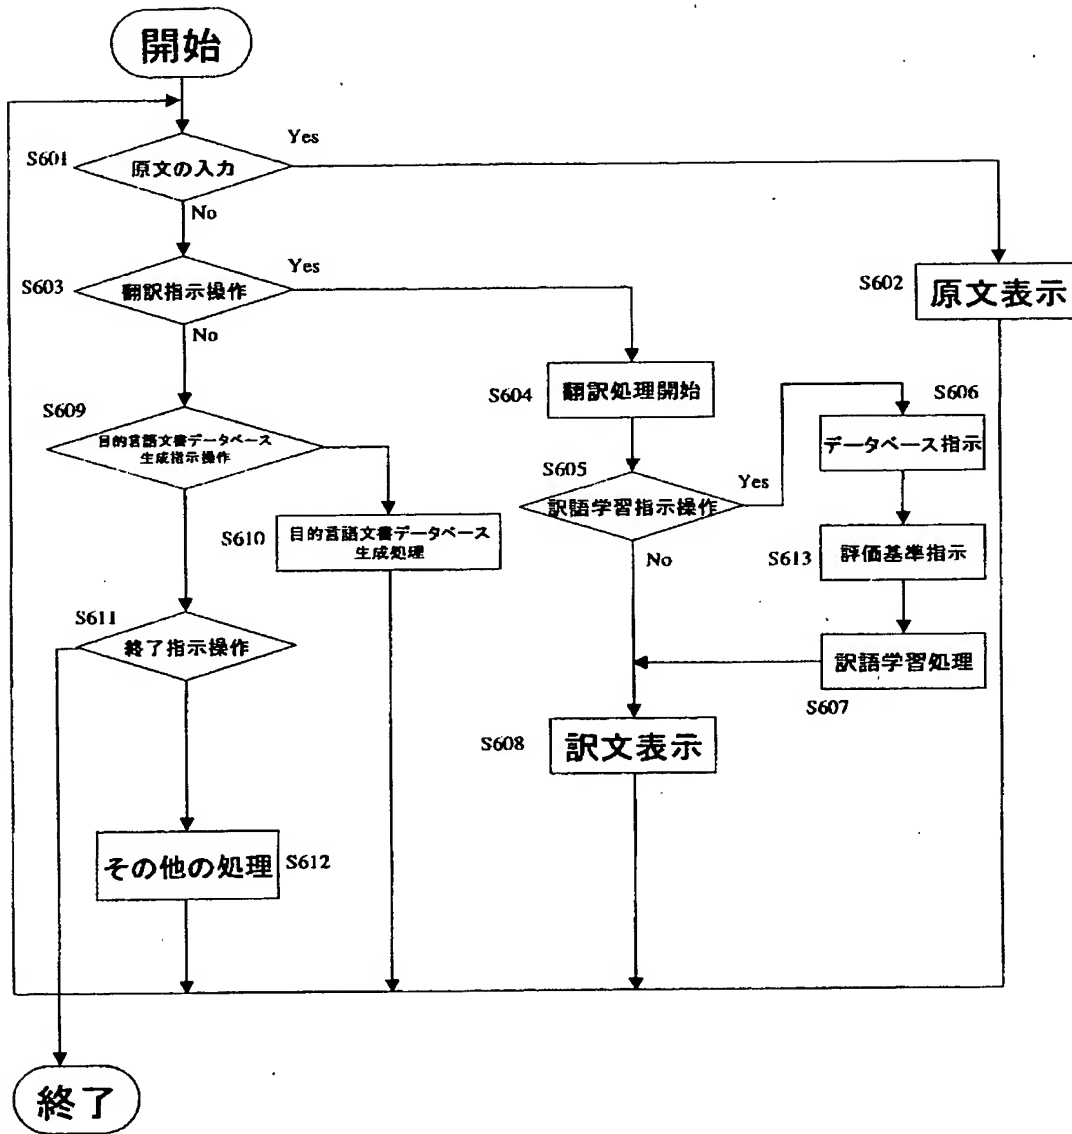 開始
Yes
S601
原文の入力
No
Yes
S603
翻訳指示操作
S602
原文表示
No
S604
翻訳処理開始
S606
データベース指示
S609
目的言語文書データベース
生成指示操作
S605
Yes
訳語学習指示操作
S610
目的言語文書データベース
生成処理
No
S613
評価基準指示
S611
終了指示操作
訳語学習処理
S607
S608
訳文表示
その他の処理
S612
終了